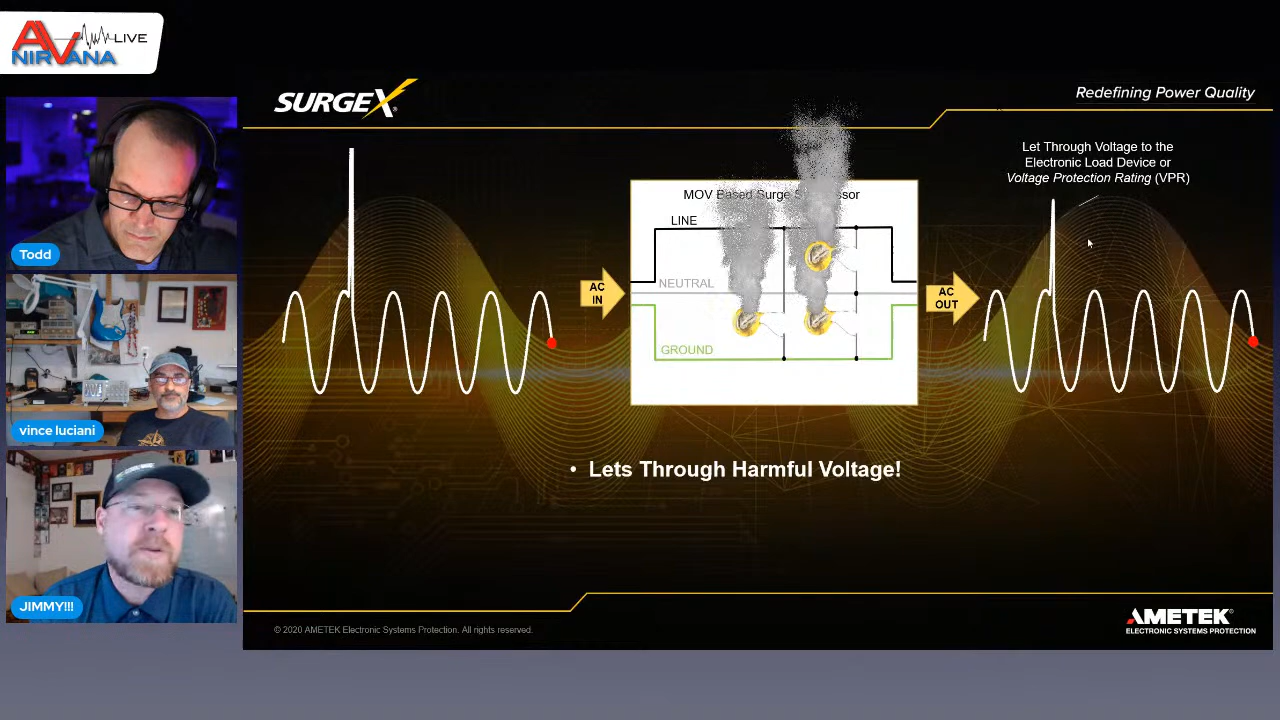 AV NIRVANA LIVE
SURGEX®
Redefining Power Quality
Todd
vince luciani
JIMMY!!!
Let Through Voltage to the
Electronic Load Device or
Voltage Protection Rating (VPR)
MOV Based Surge
LINE
NEUTRAL
GROUND
AC
IN
AC
OUT
• Lets Through Harmful Voltage!
© 2020 AMETEK Electronic Systems Protection. All rights reserved.
AMETEK®
ELECTRONIC SYSTEMS PROTECTION